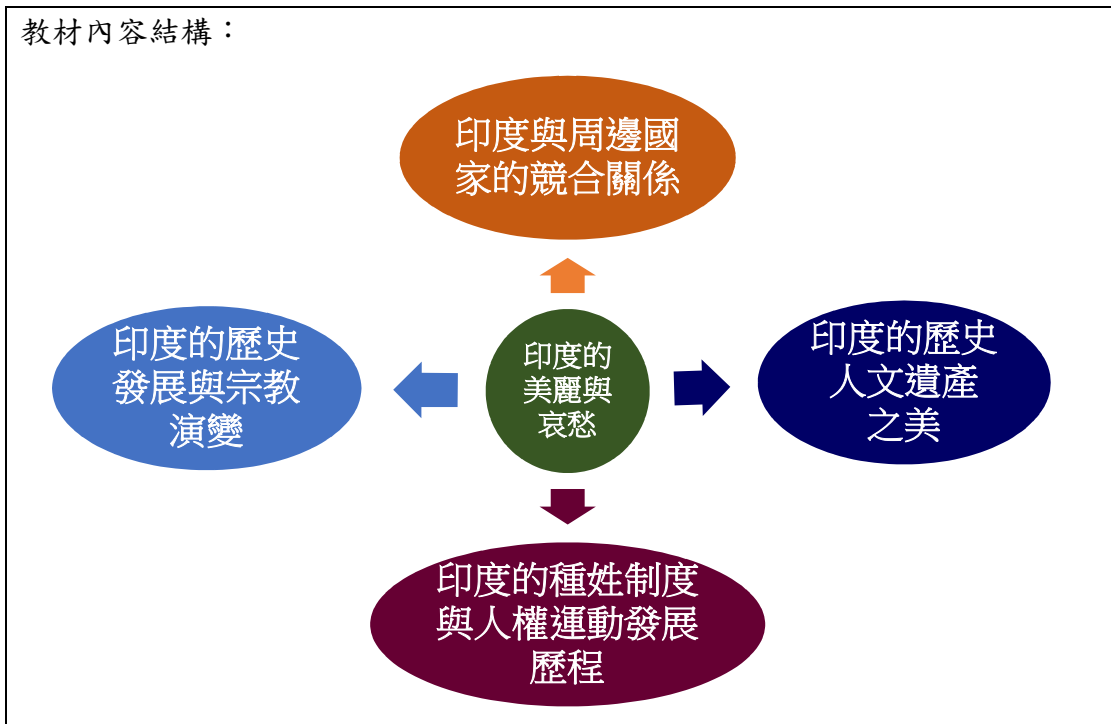 教材內容結構：
印度與周邊國
家的競合關係
印度的歷史
發展與宗教
演變
印度的
美麗與
哀愁
印度的歷史
人文遺產
之美
印度的種姓制度
與人權運動發展
歷程